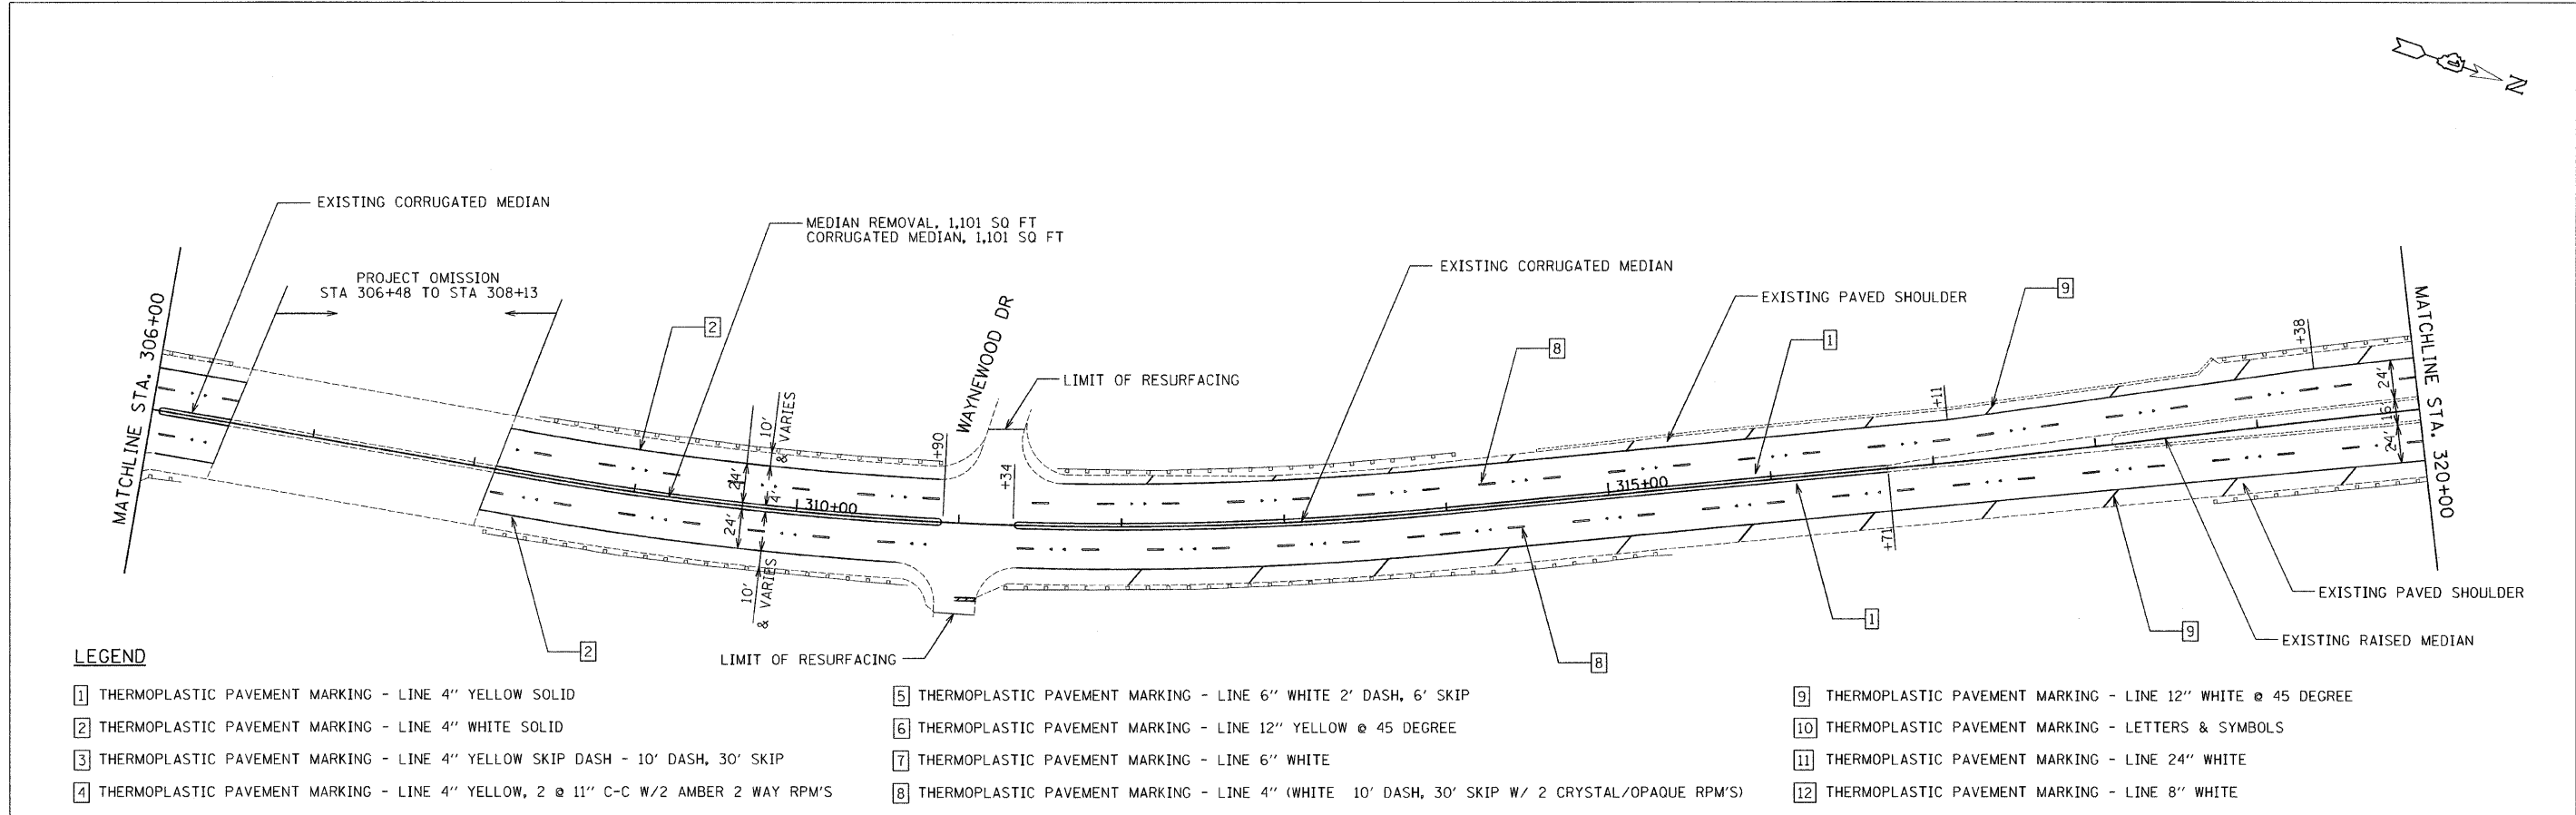 N
EXISTING CORRUGATED MEDIAN
MEDIAN REMOVAL, 1,101 SQ FT
CORRUGATED MEDIAN, 1,101 SQ FT
PROJECT OMISSION
STA 306+48 TO STA 308+13
MATCHLINE STA. 306+00
2
10'
& VARIES
24'
4'
24'
10'
& VARIES
310+00
+90
WAYNEWOOD DR
+34
LIMIT OF RESURFACING
EXISTING CORRUGATED MEDIAN
8
EXISTING PAVED SHOULDER
1
9
+11
+38
24'
16'
24'
MATCHLINE STA. 320+00
315+00
+71
2
LIMIT OF RESURFACING
8
1
9
EXISTING PAVED SHOULDER
EXISTING RAISED MEDIAN
LEGEND
1 THERMOPLASTIC PAVEMENT MARKING - LINE 4" YELLOW SOLID
2 THERMOPLASTIC PAVEMENT MARKING - LINE 4" WHITE SOLID
3 THERMOPLASTIC PAVEMENT MARKING - LINE 4" YELLOW SKIP DASH - 10' DASH, 30' SKIP
4 THERMOPLASTIC PAVEMENT MARKING - LINE 4" YELLOW, 2 @ 11" C-C W/2 AMBER 2 WAY RPM'S
5 THERMOPLASTIC PAVEMENT MARKING - LINE 6" WHITE 2' DASH, 6' SKIP
6 THERMOPLASTIC PAVEMENT MARKING - LINE 12" YELLOW @ 45 DEGREE
7 THERMOPLASTIC PAVEMENT MARKING - LINE 6" WHITE
8 THERMOPLASTIC PAVEMENT MARKING - LINE 4" (WHITE 10' DASH, 30' SKIP W/ 2 CRYSTAL/OPAQUE RPM'S)
9 THERMOPLASTIC PAVEMENT MARKING - LINE 12" WHITE @ 45 DEGREE
10 THERMOPLASTIC PAVEMENT MARKING - LETTERS & SYMBOLS
11 THERMOPLASTIC PAVEMENT MARKING - LINE 24" WHITE
12 THERMOPLASTIC PAVEMENT MARKING - LINE 8" WHITE